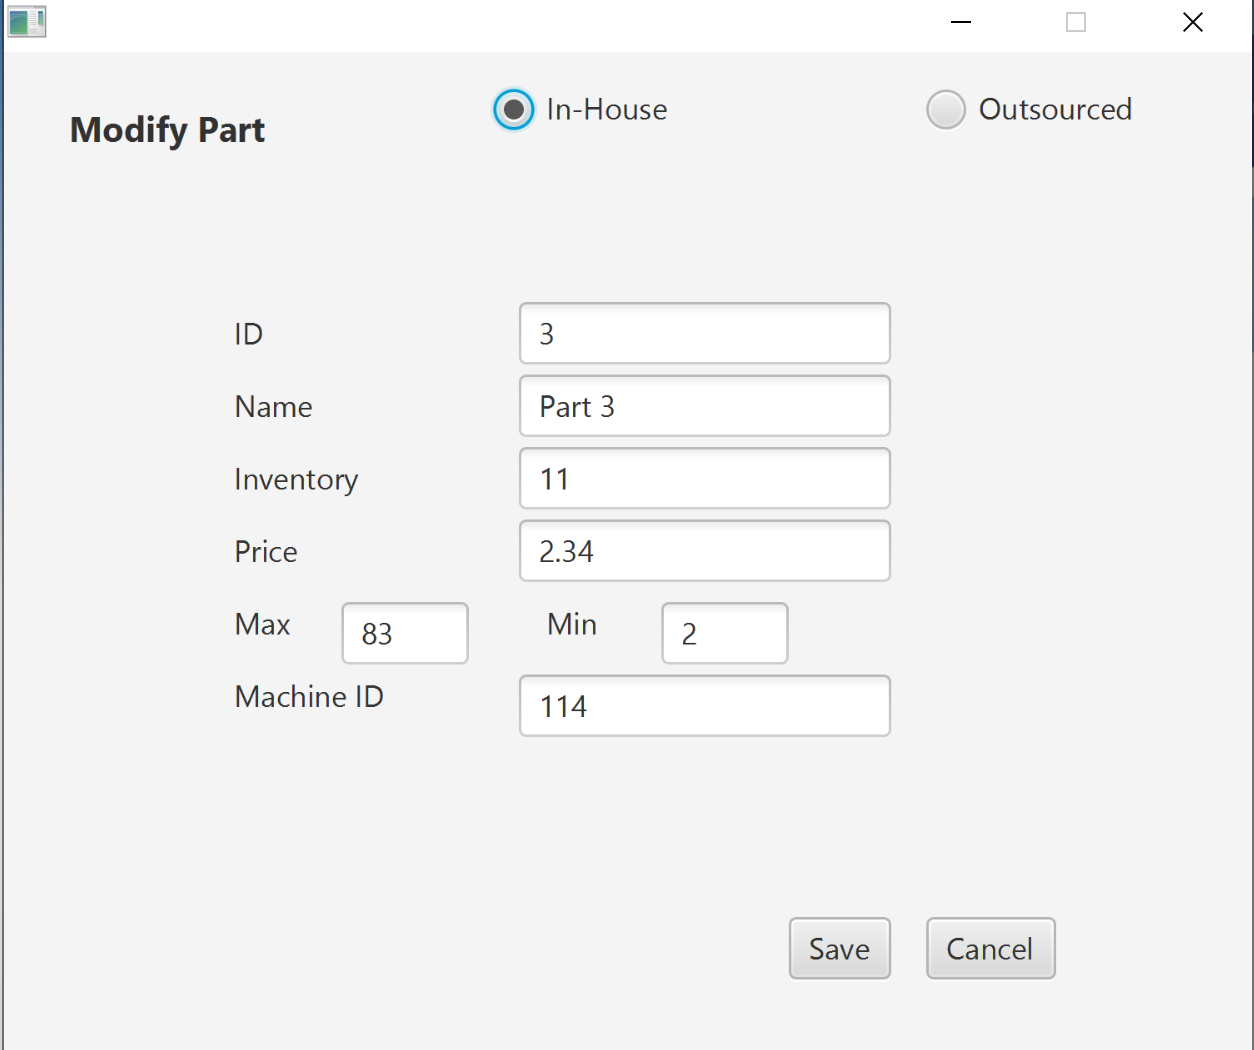 Modify Part
In-House
Outsourced
ID 3
Name Part 3
Inventory 11
Price 2.34
Max 83 Min 2
Machine ID 114
Save Cancel